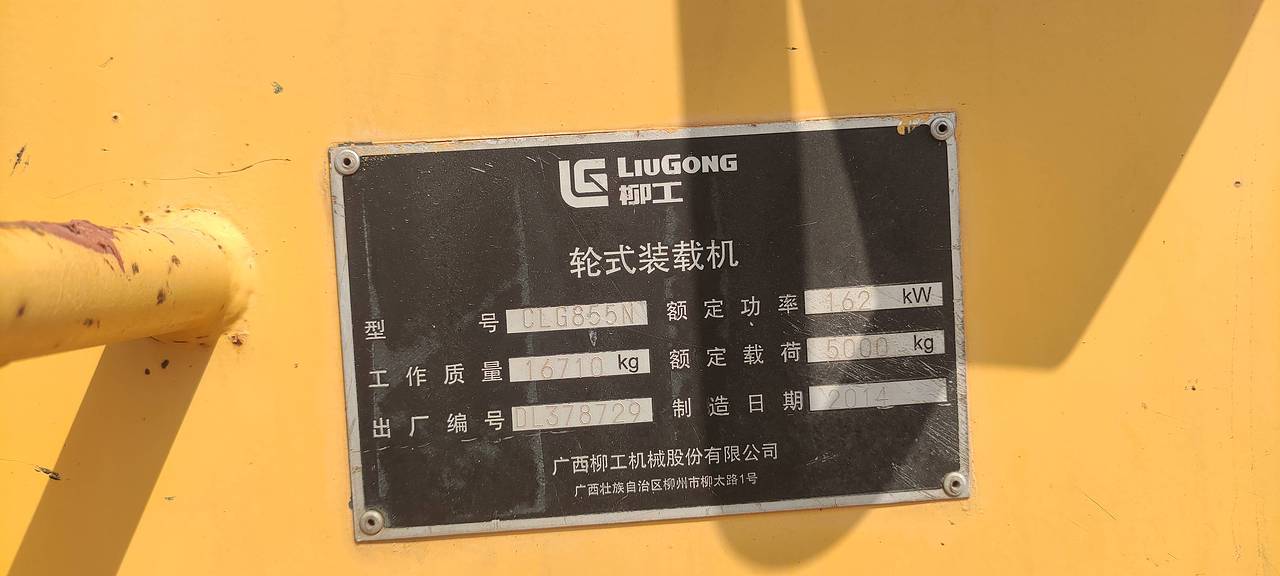 LG LIUGONG
柳工
轮式装载机
型号 CLG855N 额定功率 162 kW
工作质量 16710 kg 额定载荷 5000 kg
出厂编号 DL378729 制造日期 2014
广西柳工机械股份有限公司
广西壮族自治区柳州市柳太路1号